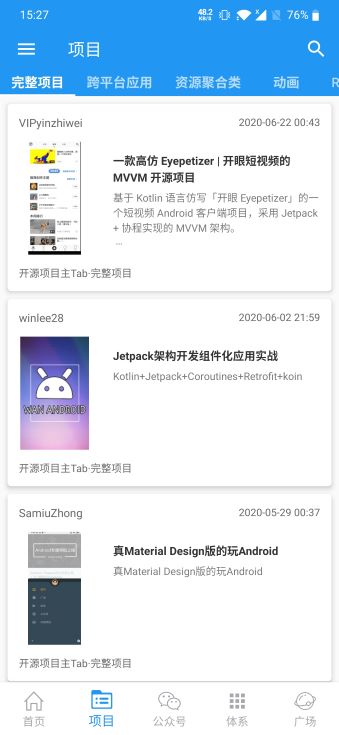 15:27
48.2
KB/S
76%
项目
完整项目 跨平台应用 资源聚合类 动画 R
VIPyinzhiwei
2020-06-22 00:43
一款高仿 Eyepetizer | 开眼短视频的
MVVM 开源项目
基于 Kotlin 语言仿写「开眼 Eyepetizer」的一
个短视频 Android 客户端项目，采用 Jetpack
+ 协程实现的 MVVM 架构。
...
开源项目主Tab·完整项目
winlee28
2020-06-02 21:59
WAN ANDROID
Jetpack架构开发组件化应用实战
Kotlin+Jetpack+Coroutines+Retrofit+koin
开源项目主Tab·完整项目
SamiuZhong
2020-05-29 00:37
真Material Design版的玩Android
真Material Design版的玩Android
开源项目主Tab·完整项目
首页 项目 公众号 体系 广场